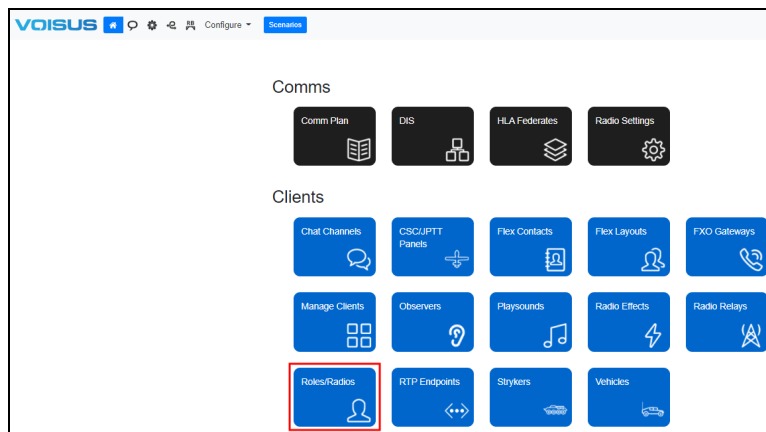 VOISUS RB Configure Scenarios
Comms
Comm Plan DIS HLA Federates Radio Settings
Clients
Chat Channels CSC/JPTT Flex Contacts Flex Layouts FXO Gateways
Panels
Manage Clients Observers Playsounds Radio Effects Radio Relays
Roles/Radios RTP Endpoints Strykers Vehicles